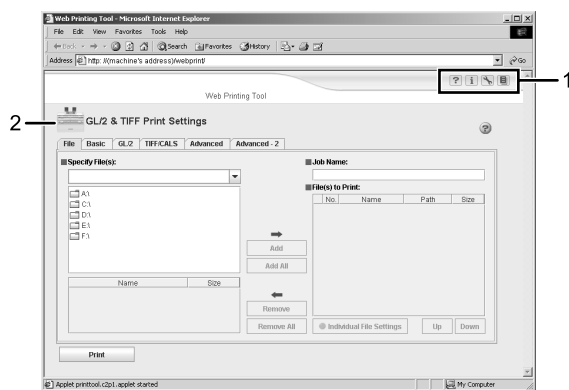 Web Printing Tool - Microsoft Internet Explorer
File Edit View Favorites Tools Help
Back Search Favorites History
Address http: //(machine's address)/webprint/ Go
1
Web Printing Tool
2
GL/2 & TIFF Print Settings
File Basic GL/2 TIFF/CALS Advanced Advanced - 2
Specify File(s):
Job Name:
File(s) to Print:
No. Name Path Size
A:\
C:\
D:\
E:\
F:\
Add
Add All
Name Size
Remove
Remove All
Individual File Settings Up Down
Print
Applet printtool.c2p1.applet started My Computer